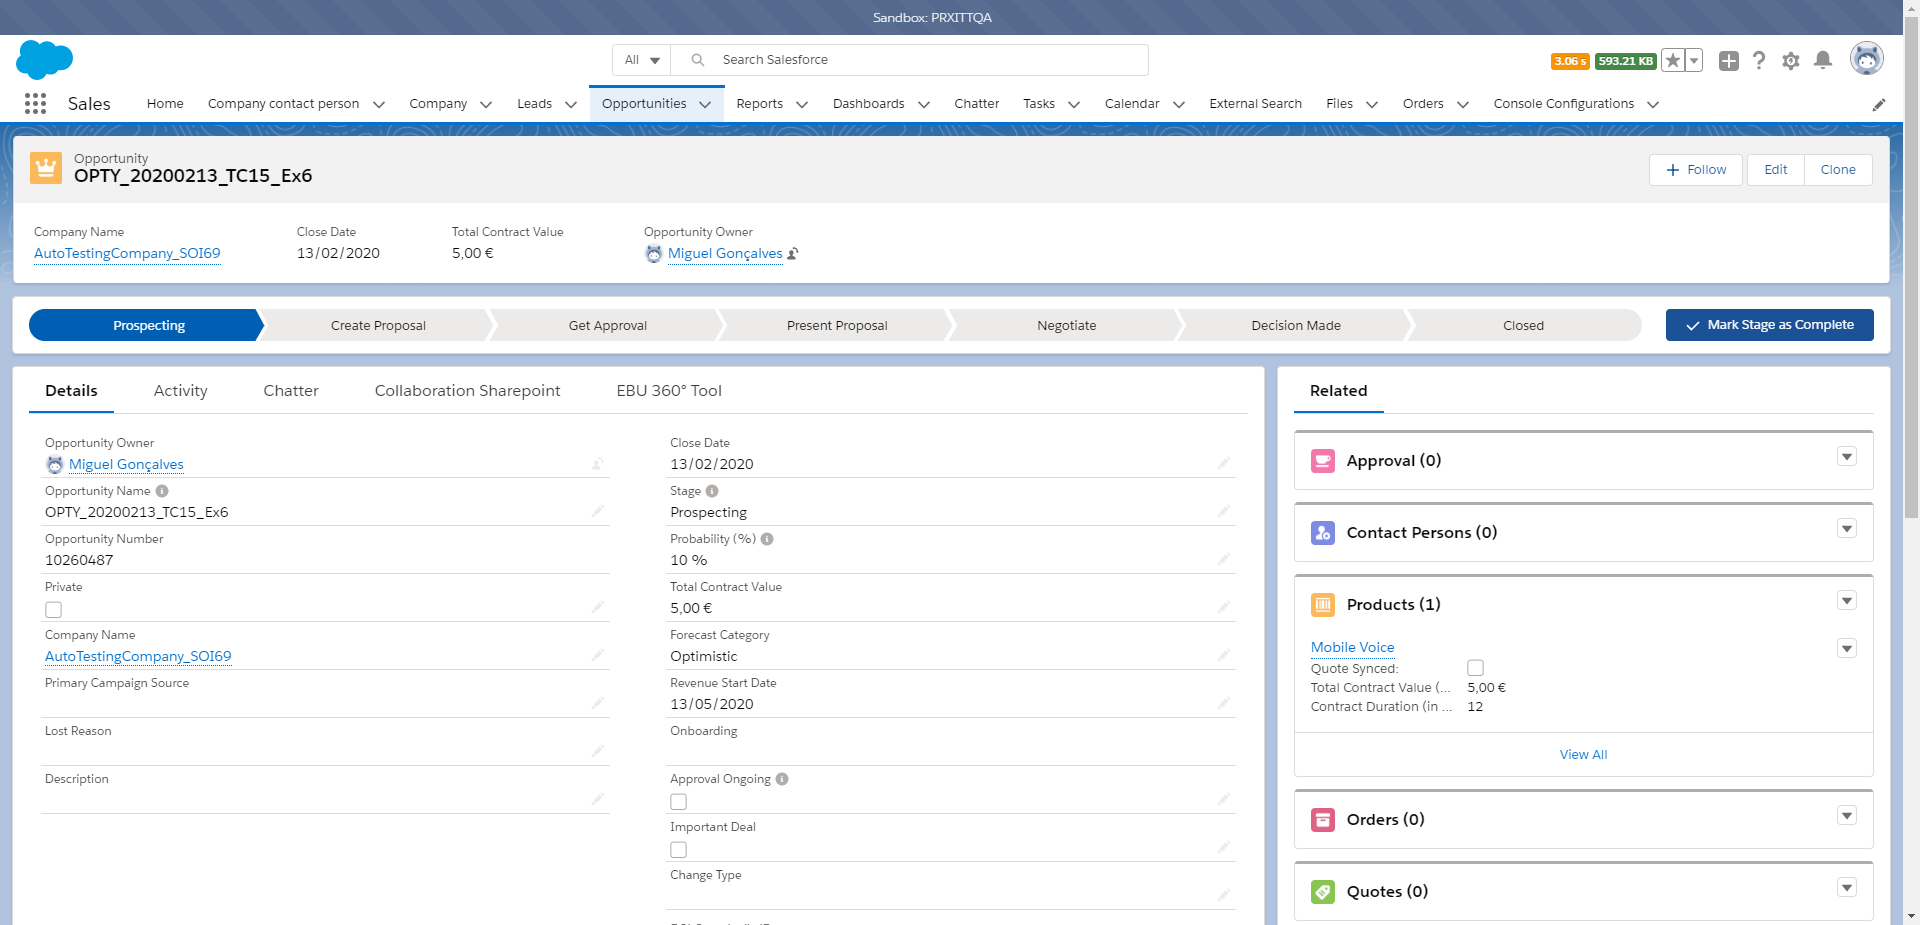 Sandbox: PRXITTQA
All
Search Salesforce
3.06 s
593.21 KB
Sales
Home
Company contact person
Company
Leads
Opportunities
Reports
Dashboards
Chatter
Tasks
Calendar
External Search
Files
Orders
Console Configurations
Opportunity
OPTY_20200213_TC15_Ex6
Follow
Edit
Clone
Company Name
AutoTestingCompany_SOI69
Close Date
13/02/2020
Total Contract Value
5,00 €
Opportunity Owner
Miguel Gonçalves
Prospecting
Create Proposal
Get Approval
Present Proposal
Negotiate
Decision Made
Closed
Mark Stage as Complete
Details
Activity
Chatter
Collaboration Sharepoint
EBU 360° Tool
Opportunity Owner
Miguel Gonçalves
Opportunity Name
OPTY_20200213_TC15_Ex6
Opportunity Number
10260487
Private
Company Name
AutoTestingCompany_SOI69
Primary Campaign Source
Lost Reason
Description
Close Date
13/02/2020
Stage
Prospecting
Probability (%)
10 %
Total Contract Value
5,00 €
Forecast Category
Optimistic
Revenue Start Date
13/05/2020
Onboarding
Approval Ongoing
Important Deal
Change Type
Related
Approval (0)
Contact Persons (0)
Products (1)
Mobile Voice
Quote Synced:
Total Contract Value (... 5,00 €
Contract Duration (in ... 12
View All
Orders (0)
Quotes (0)